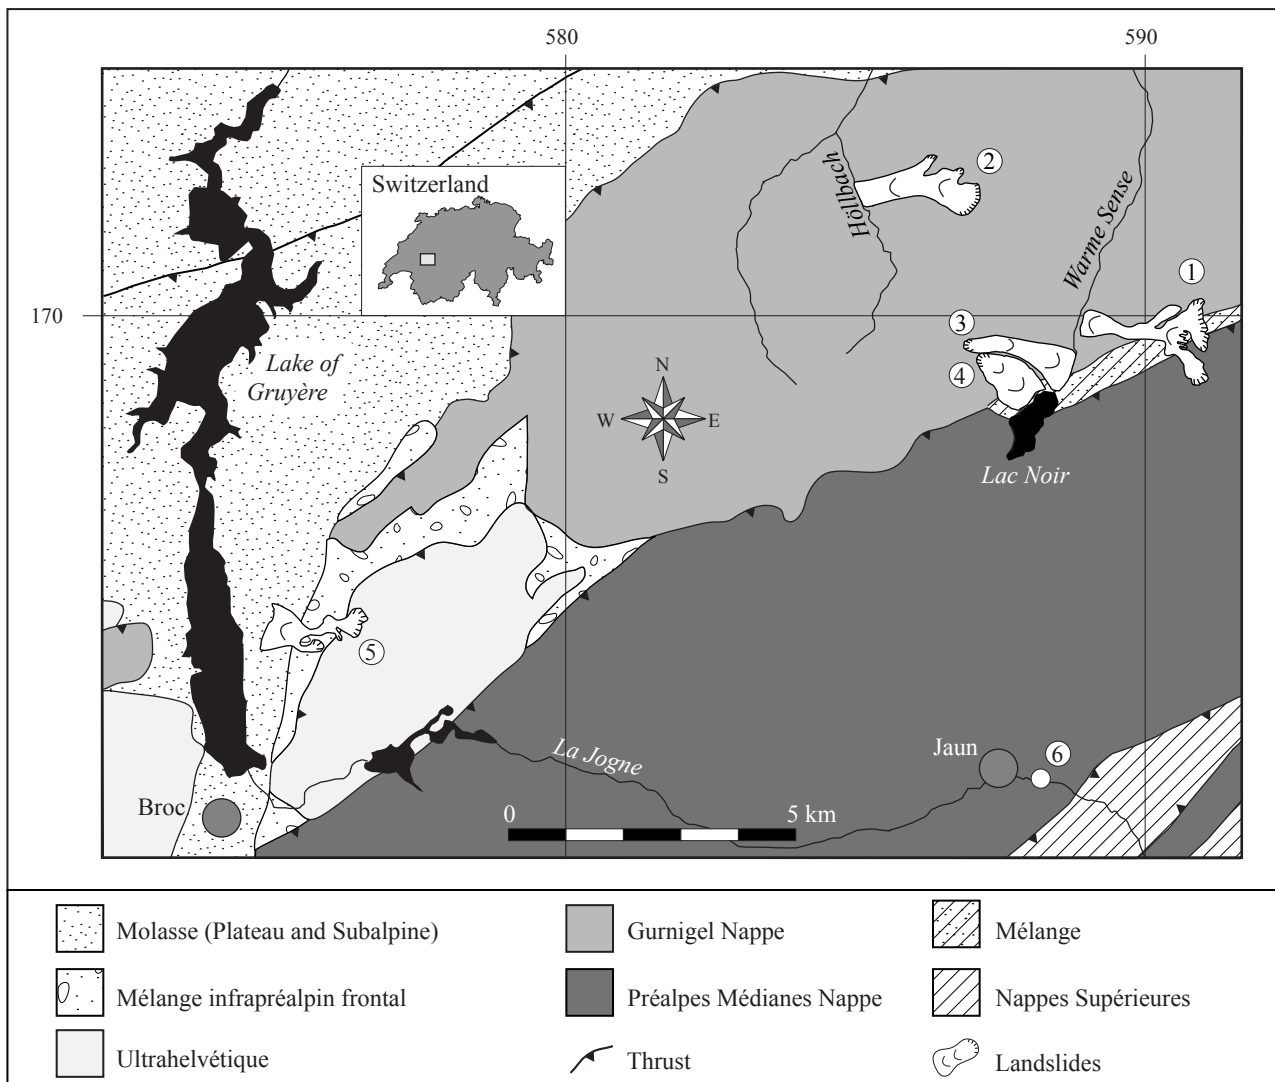 580
590
170
Switzerland
Höllbach
2
Warme Sense
1
3
4
Lake of
Gruyère
N
W
E
S
Lac Noir
5
La Jogne
Jaun
6
Broc
0
5 km
Molasse (Plateau and Subalpine)
Gurnigel Nappe
Mélange
Mélange infrapréalpin frontal
Préalpes Médianes Nappe
Nappes Supérieures
Ultrahelvétique
Thrust
Landslides